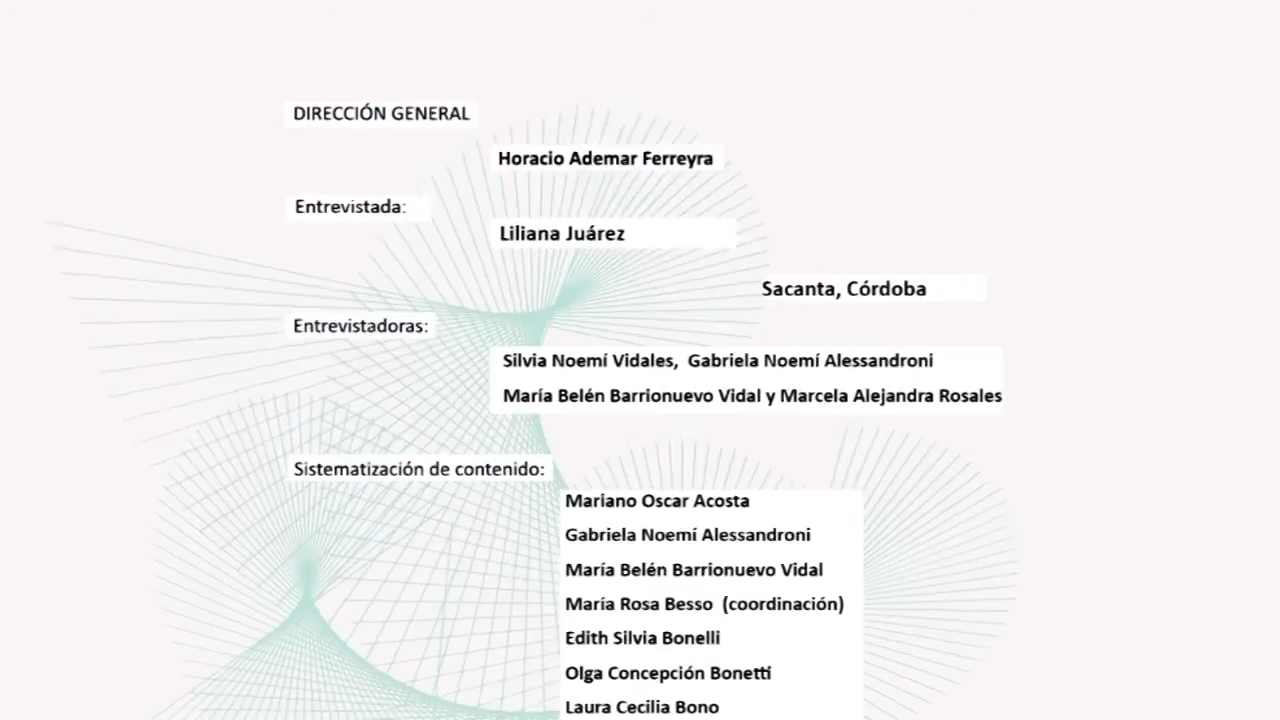 DIRECCIÓN GENERAL
Horacio Ademar Ferreyra
Entrevistada:
Liliana Juárez
Sacanta, Córdoba
Entrevistadoras:
Silvia Noemí Vidales,  Gabriela Noemí Alessandroni
María Belén Barrionuevo Vidal y Marcela Alejandra Rosales
Sistematización de contenido:
Mariano Oscar Acosta
Gabriela Noemí Alessandroni
María Belén Barrionuevo Vidal
María Rosa Besso  (coordinación)
Edith Silvia Bonelli
Olga Concepción Bonetti
Laura Cecilia Bono